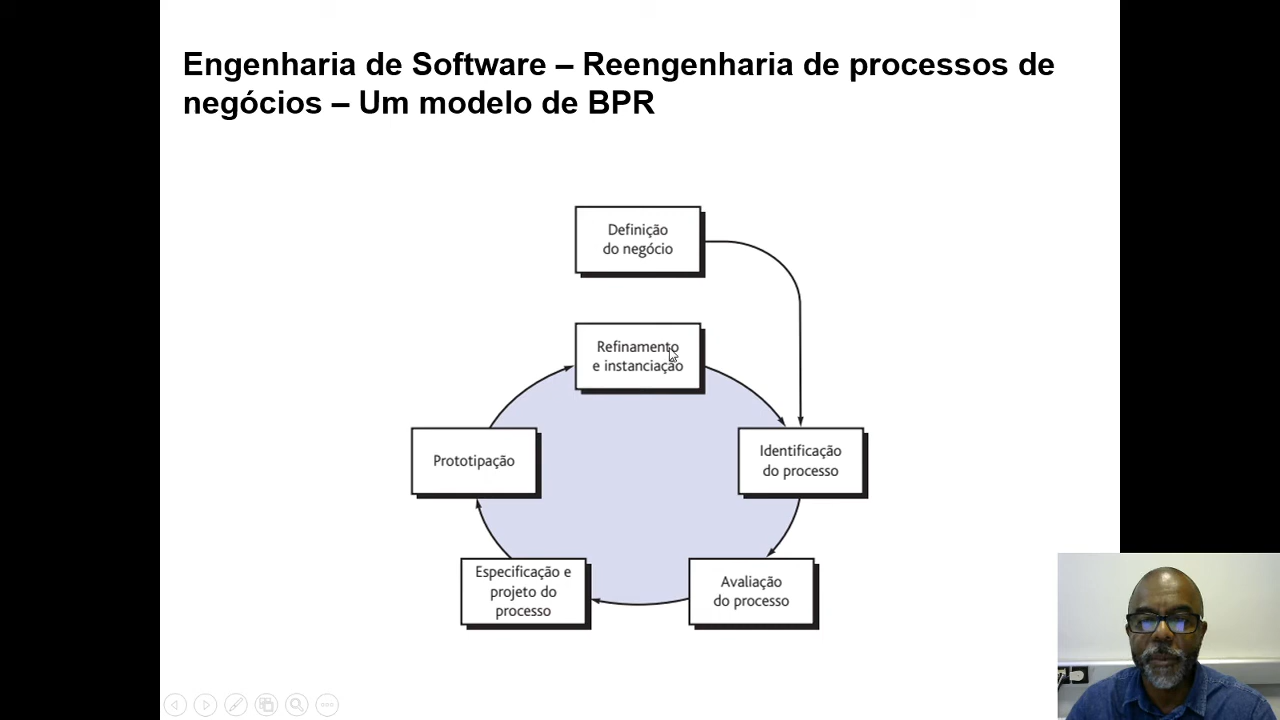 Engenharia de Software – Reengenharia de processos de
negócios – Um modelo de BPR
Definição
do negócio
Refinamento
e instanciação
Prototipação
Identificação
do processo
Especificação e
projeto do
processo
Avaliação
do processo